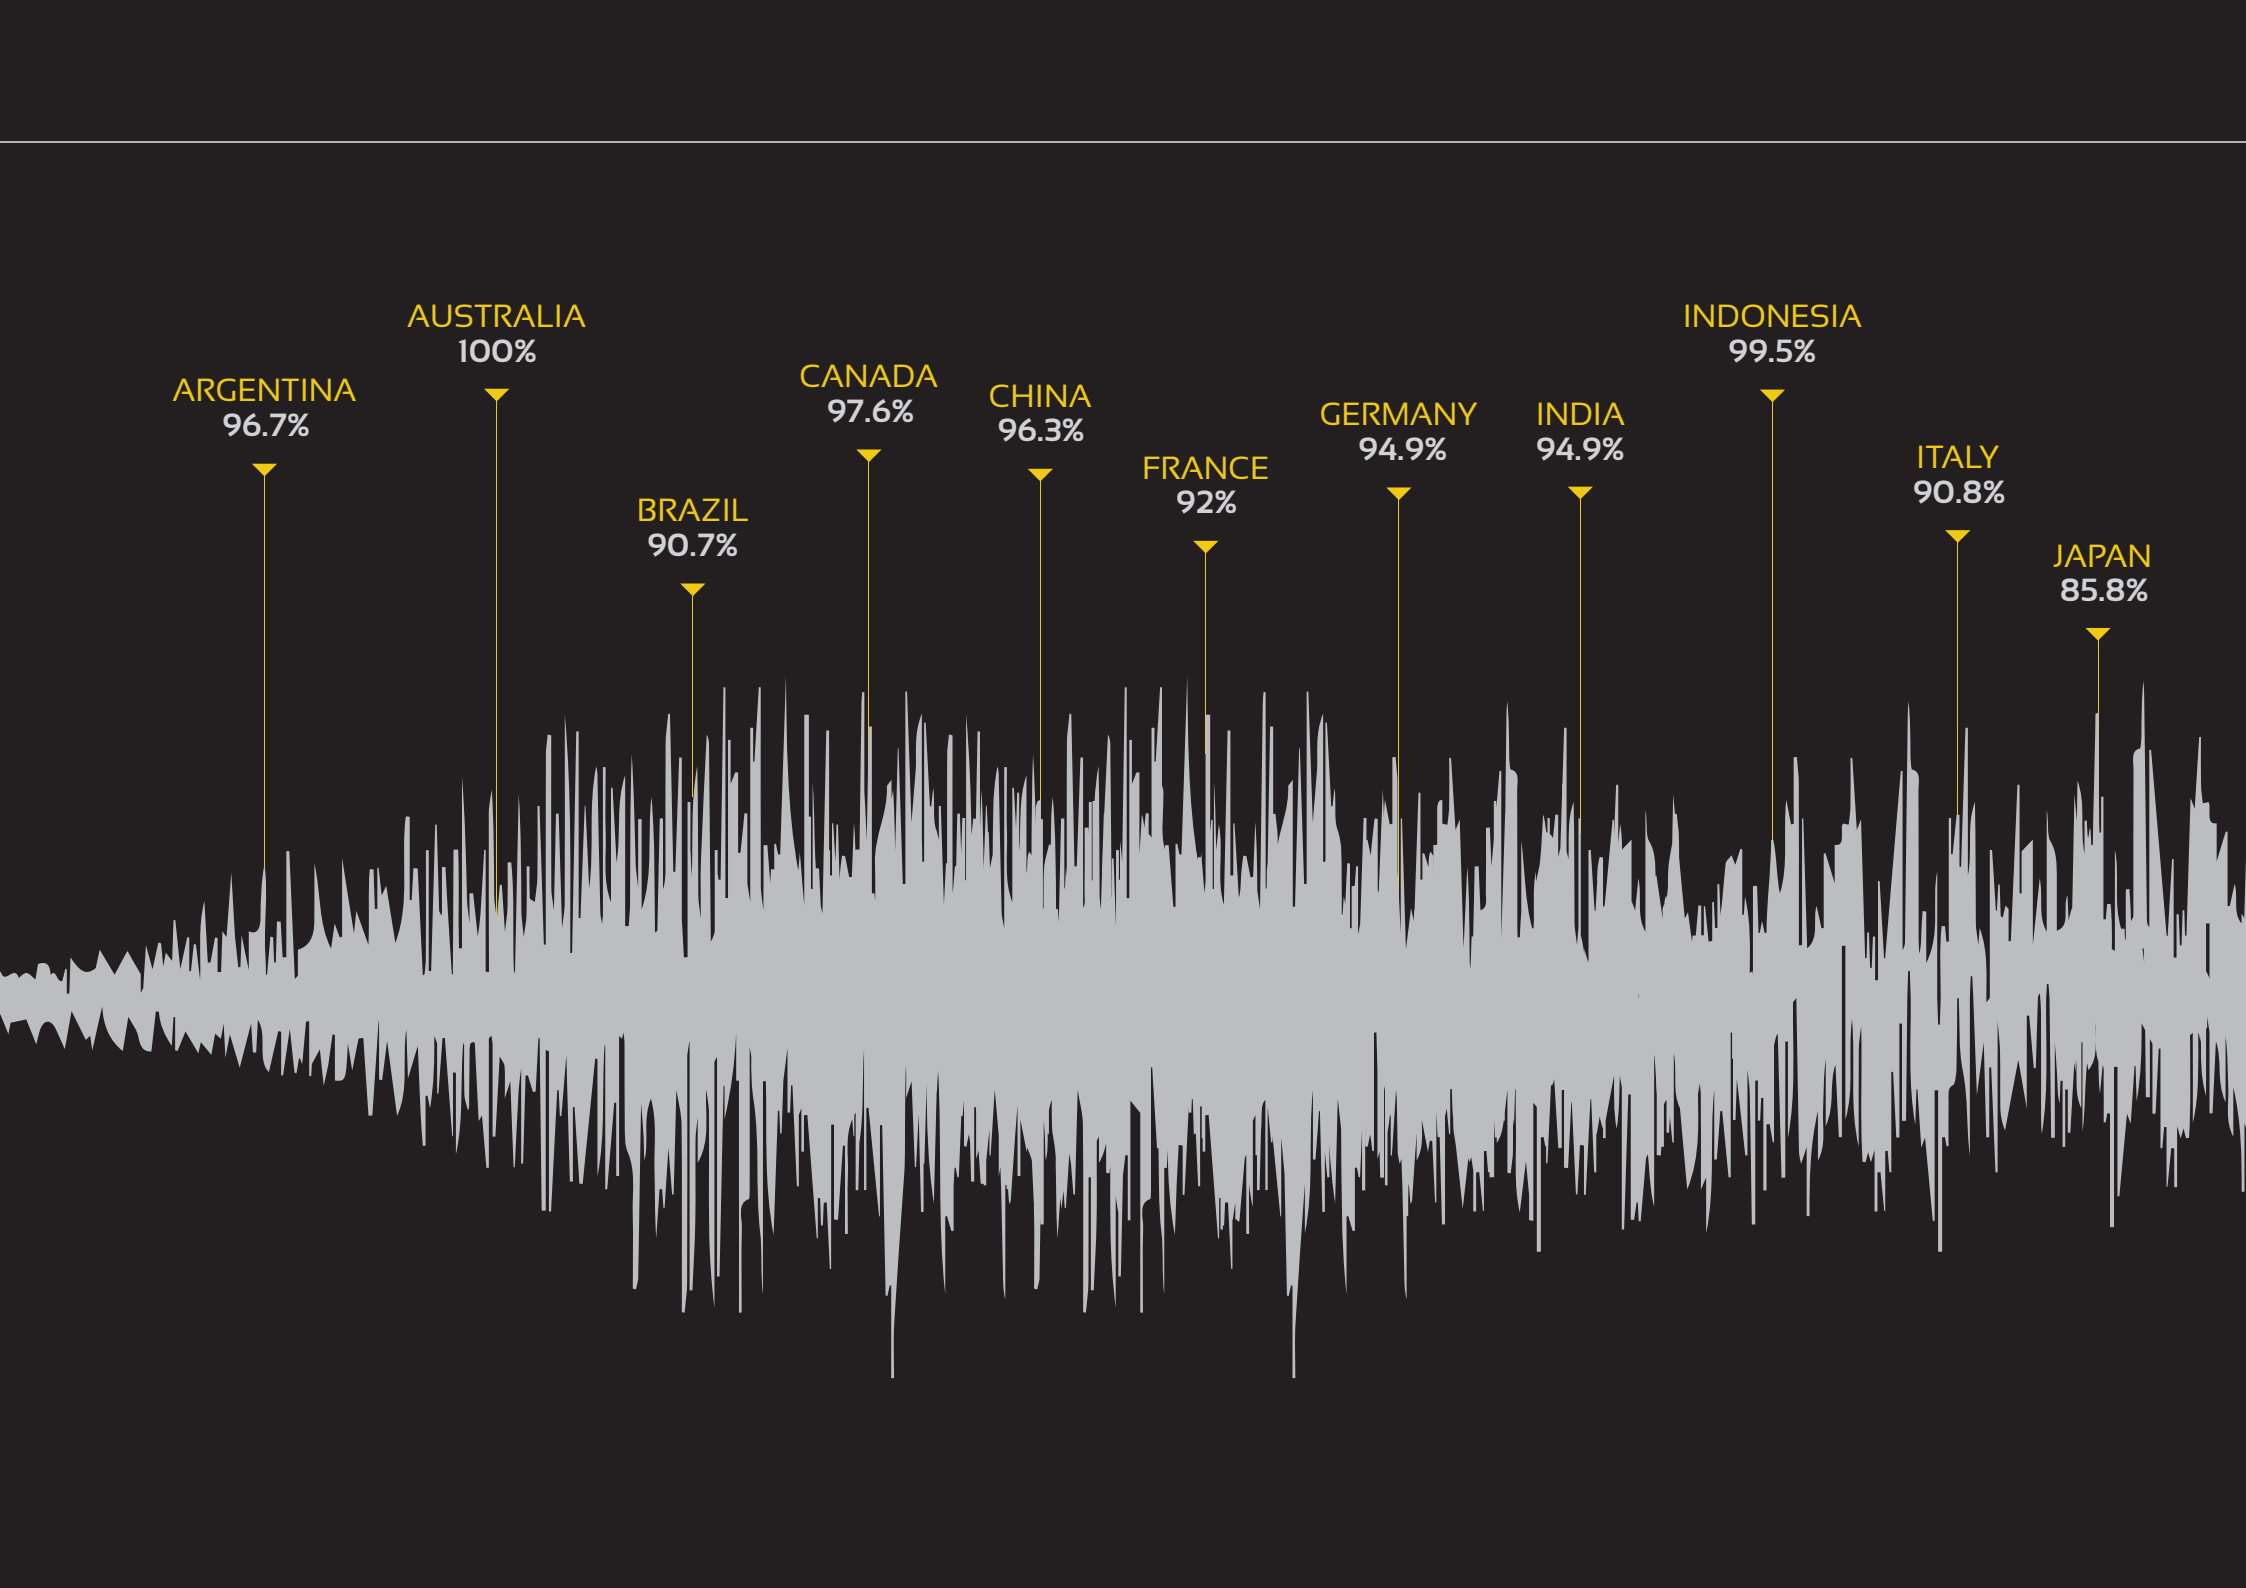 ARGENTINA
96.7%
AUSTRALIA
100%
BRAZIL
90.7%
CANADA
97.6%
CHINA
96.3%
FRANCE
92%
GERMANY
94.9%
INDIA
94.9%
INDONESIA
99.5%
ITALY
90.8%
JAPAN
85.8%